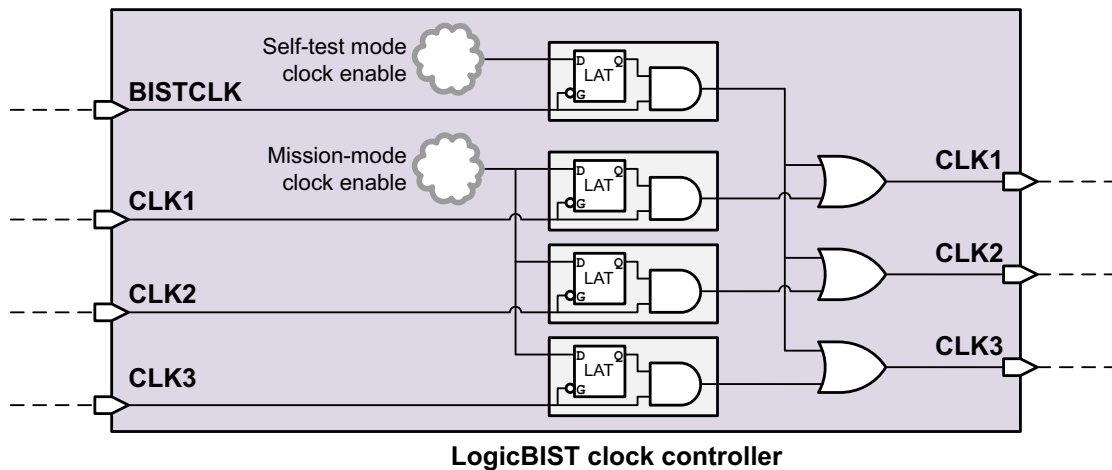 Self-test mode
clock enable
D Q
LAT
G
BISTCLK
Mission-mode
clock enable
D Q
LAT
G
CLK1
CLK1
D Q
LAT
G
CLK2
CLK2
D Q
LAT
G
CLK3
CLK3
LogicBIST clock controller